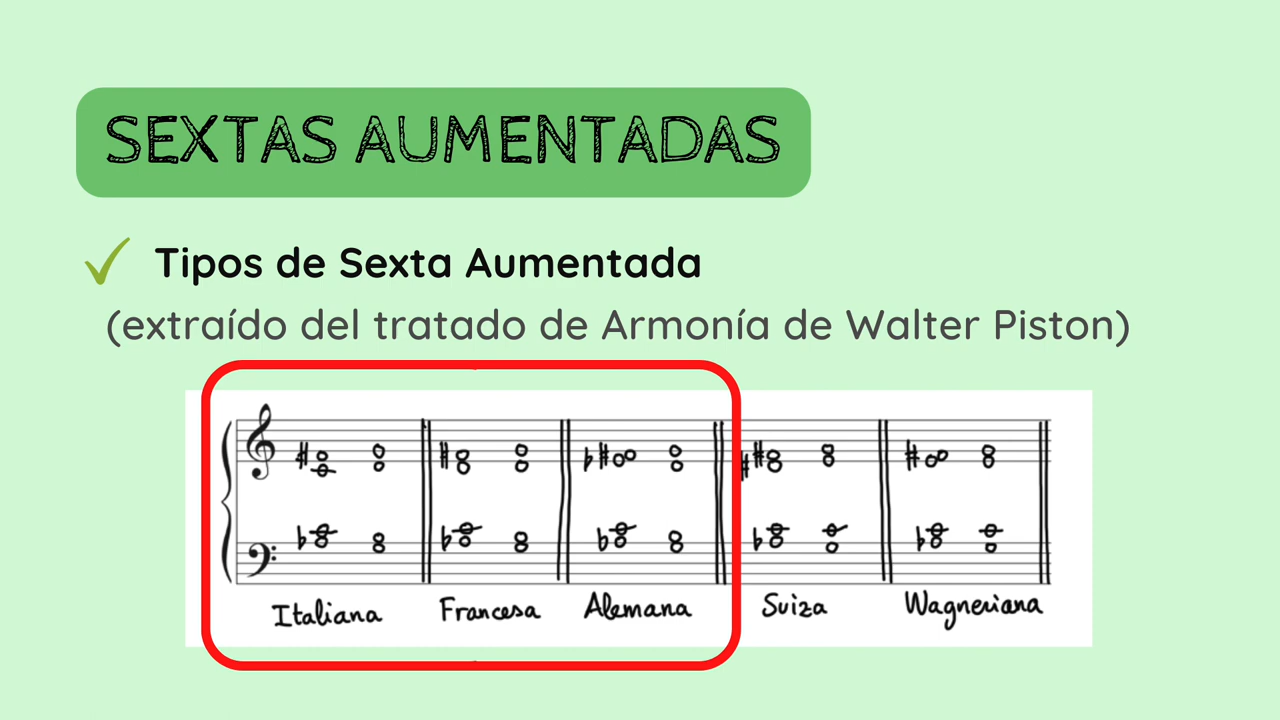 SEXTAS AUMENTADAS
Tipos de Sexta Aumentada
(extraído del tratado de Armonía de Walter Piston)
Italiana Francesa Alemana Suiza Wagneriana